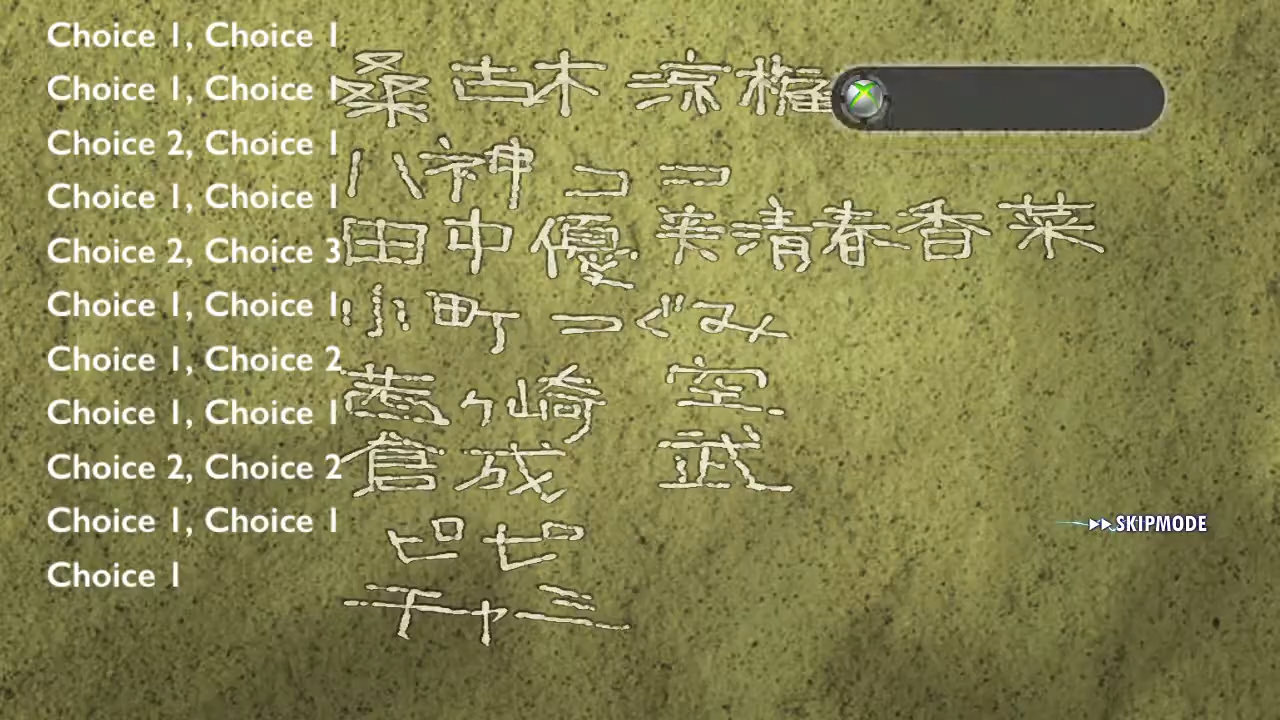 Choice 1, Choice 1
Choice 1, Choice 1
Choice 2, Choice 1
Choice 1, Choice 1
Choice 2, Choice 3
Choice 1, Choice 1
Choice 1, Choice 2
Choice 1, Choice 1
Choice 2, Choice 2
Choice 1, Choice 1
Choice 1
桑古木 涼権
八神 ココ
田中 優美清春香菜
小町 つぐみ
茜ヶ崎 空
倉成 武
ピピ
チャミ
SKIPMODE